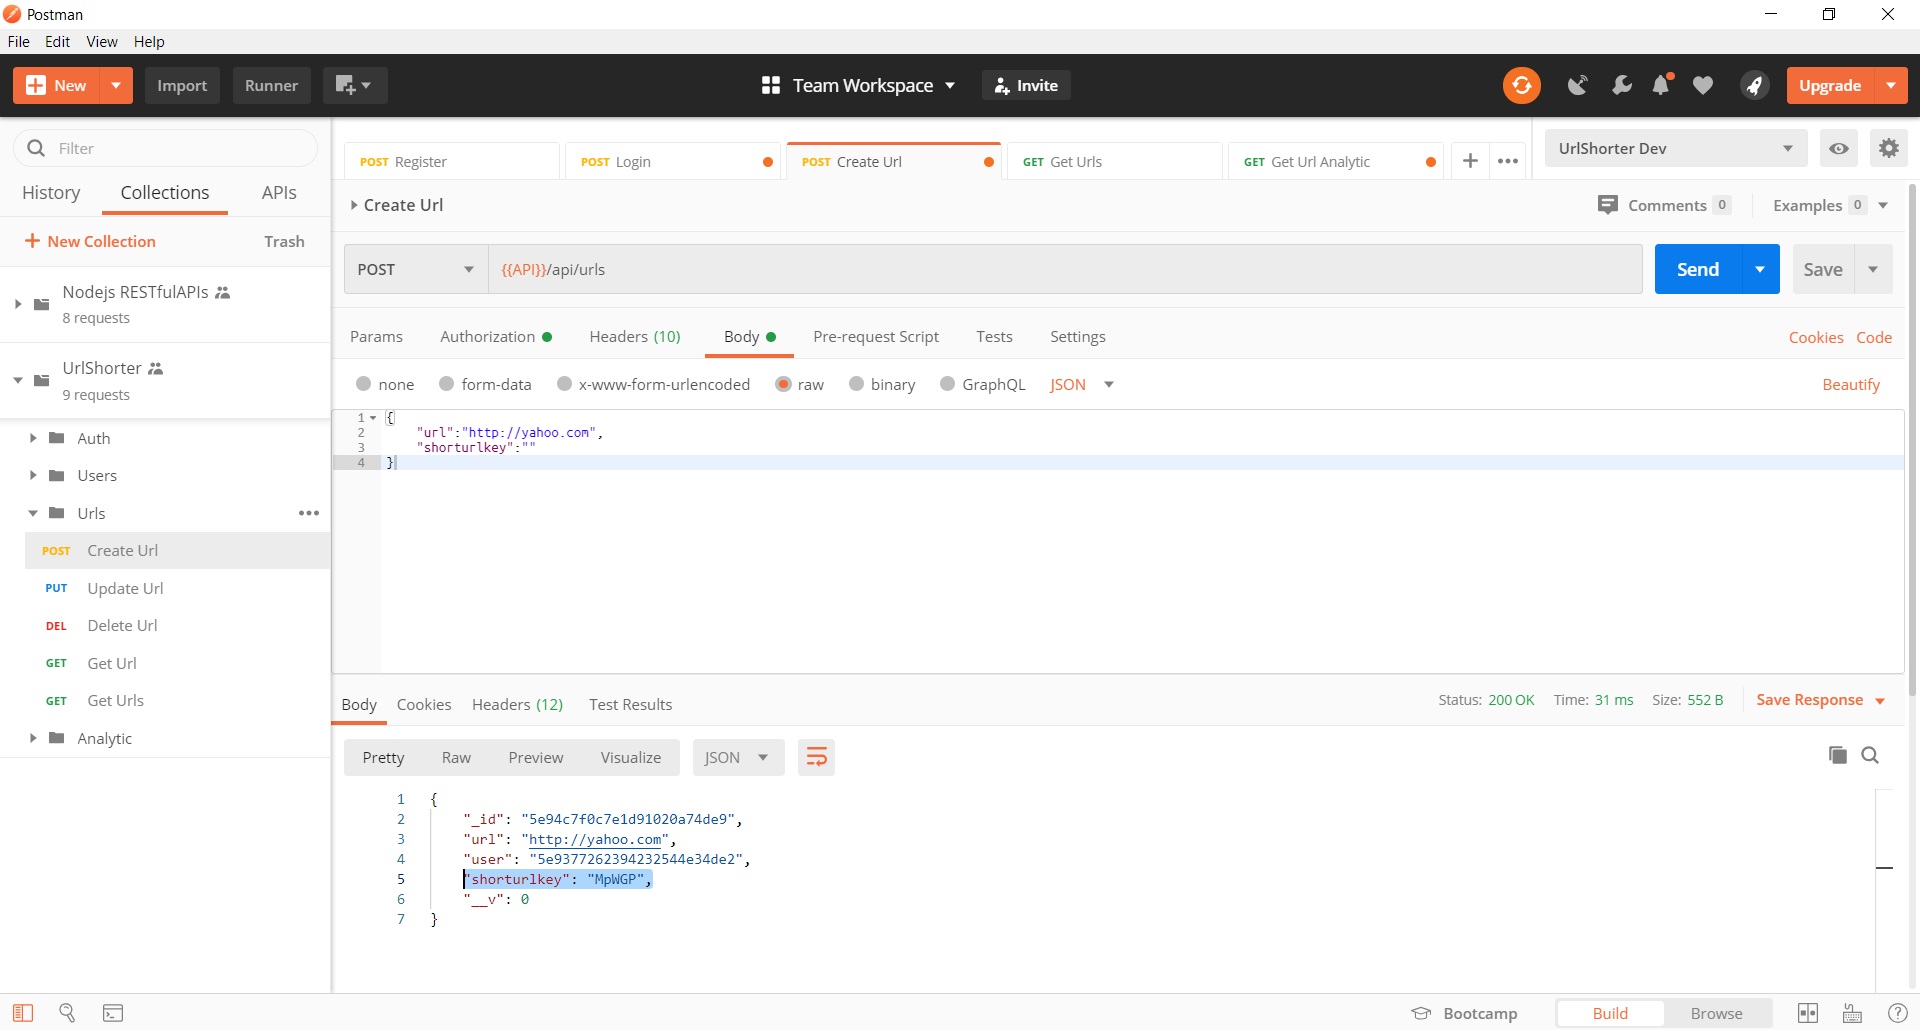 Postman
File Edit View Help
New Import Runner Team Workspace Invite Upgrade
Filter
History Collections APIs
New Collection Trash
Nodejs RESTfulAPIs
8 requests
UrlShorter
9 requests
Auth
Users
Urls
POST Create Url
PUT Update Url
DEL Delete Url
GET Get Url
GET Get Urls
Analytic
POST Register POST Login POST Create Url GET Get Urls GET Get Url Analytic UrlShorter Dev
Create Url Comments 0 Examples 0
POST {{API}}/api/urls Send Save
Params Authorization Headers (10) Body Pre-request Script Tests Settings Cookies Code
none form-data x-www-form-urlencoded raw binary GraphQL JSON Beautify
1 {
2 "url":"http://yahoo.com",
3 "shorturlkey":""
4 }
Body Cookies Headers (12) Test Results Status: 200 OK Time: 31 ms Size: 552 B Save Response
Pretty Raw Preview Visualize JSON
1 {
2 "_id": "5e94c7f0c7e1d91020a74de9",
3 "url": "http://yahoo.com",
4 "user": "5e9377262394232544e34de2",
5 "shorturlkey": "MpWGP",
6 "__v": 0
7 }
Bootcamp Build Browse